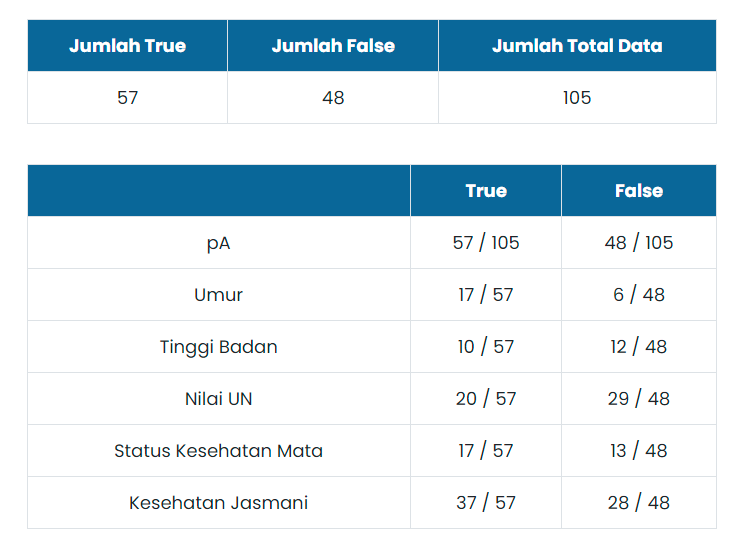 Jumlah True Jumlah False Jumlah Total Data
57 48 105
True False
pA 57 / 105 48 / 105
Umur 17 / 57 6 / 48
Tinggi Badan 10 / 57 12 / 48
Nilai UN 20 / 57 29 / 48
Status Kesehatan Mata 17 / 57 13 / 48
Kesehatan Jasmani 37 / 57 28 / 48